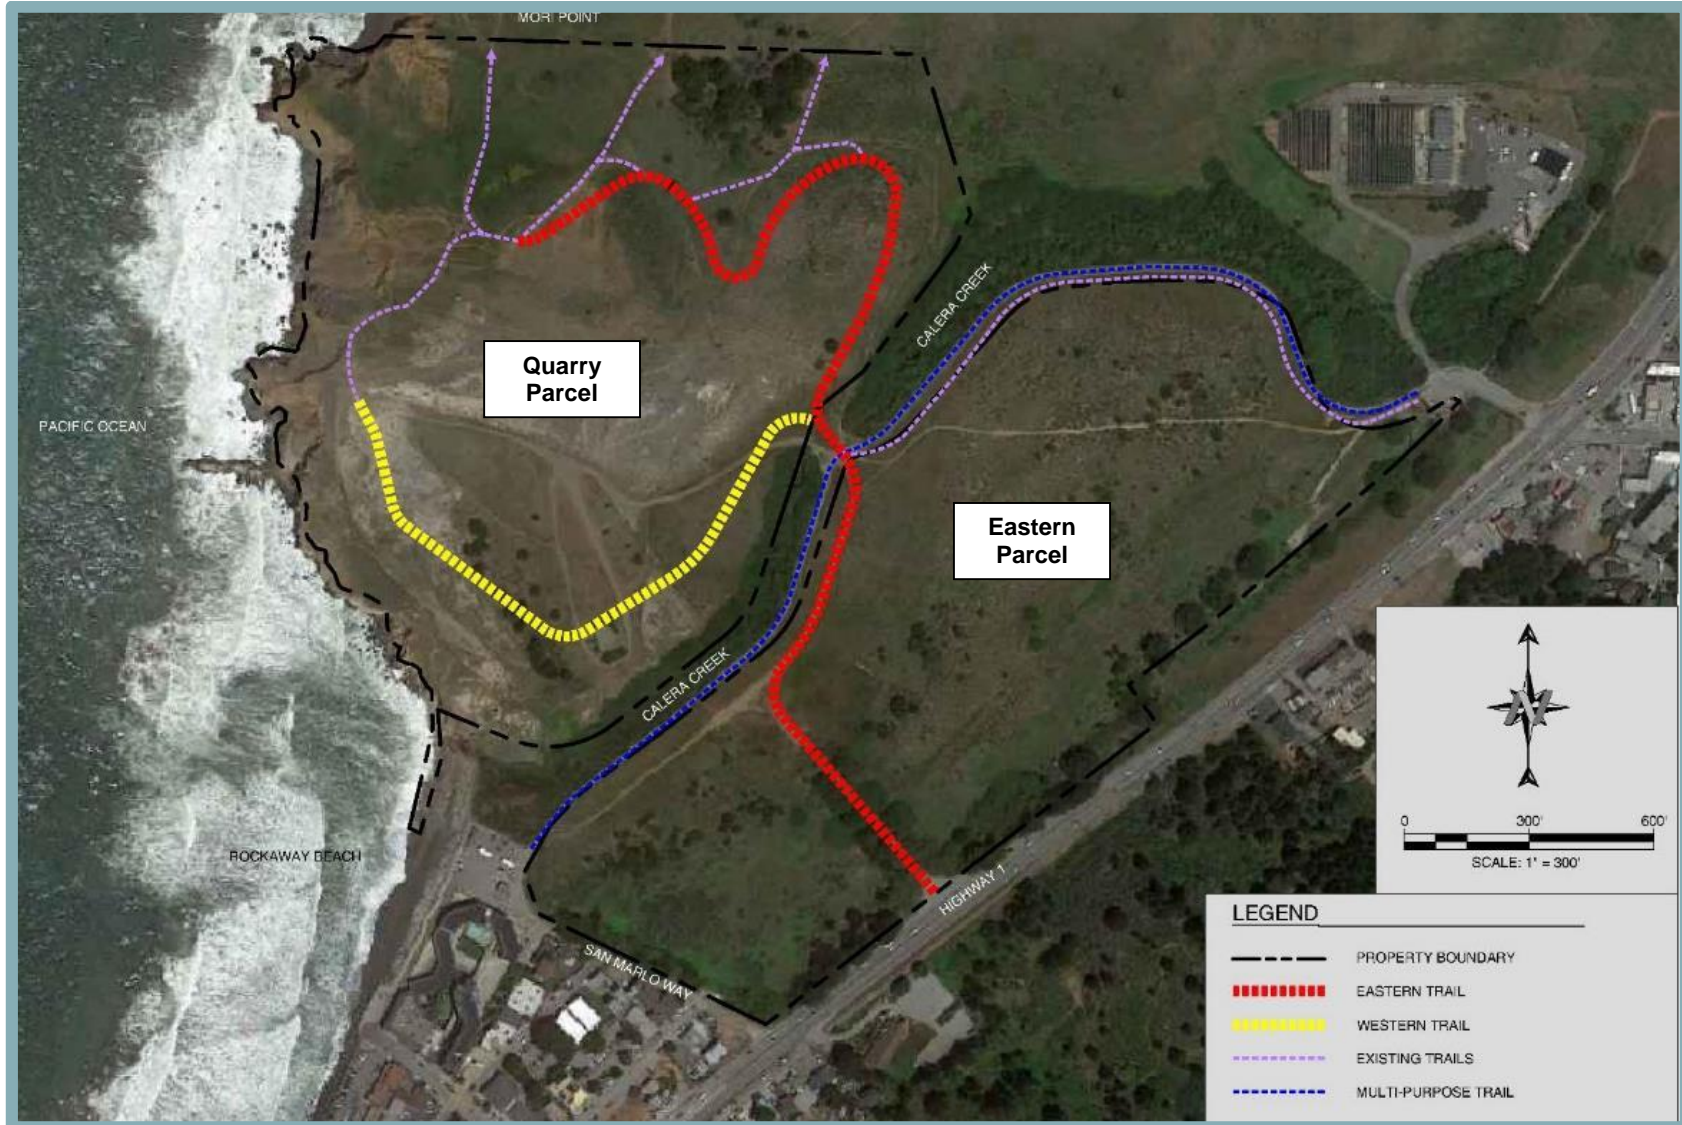 MORI POINT
CALERA CREEK
Quarry
Parcel
PACIFIC OCEAN
Eastern
Parcel
CALERA CREEK
N
0 300' 600'
SCALE: 1" = 300'
ROCKAWAY BEACH
HIGHWAY 1
SAN MARLO WAY
LEGEND
PROPERTY BOUNDARY
EASTERN TRAIL
WESTERN TRAIL
EXISTING TRAILS
MULTI-PURPOSE TRAIL